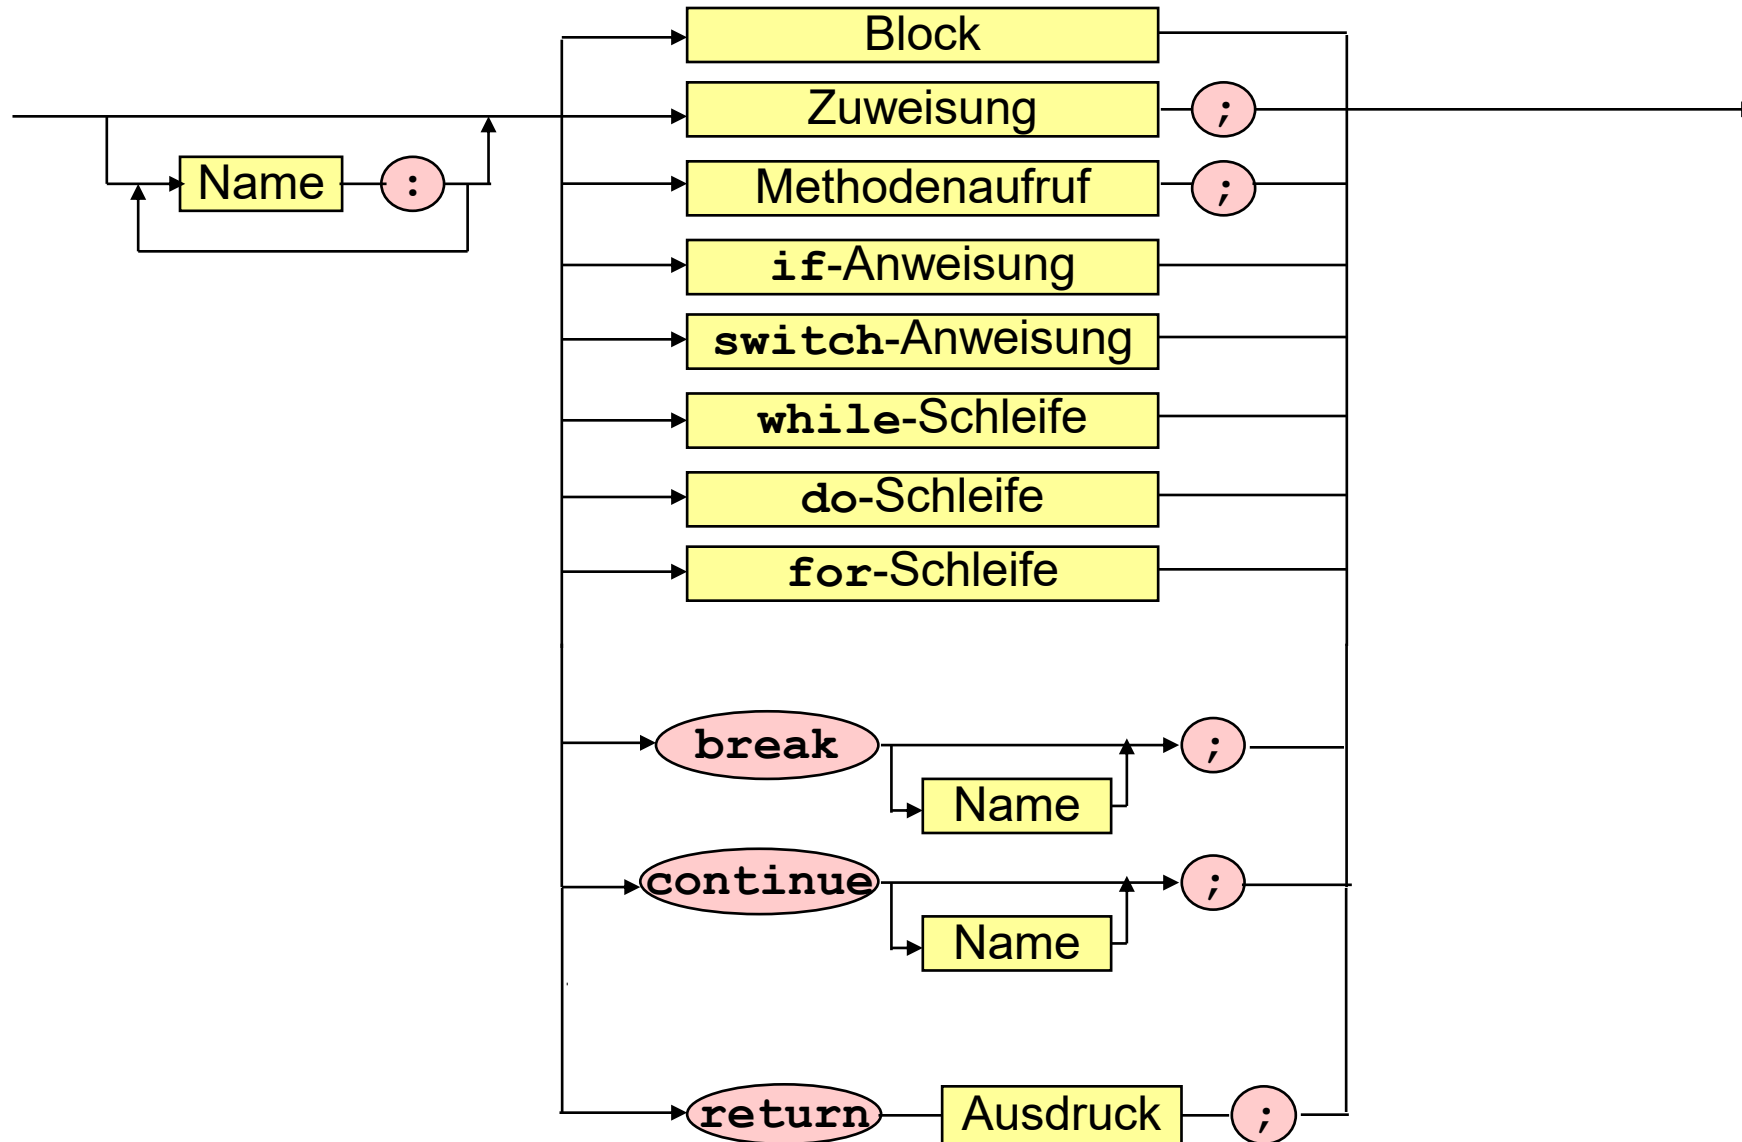 Block
Zuweisung ;
Name : Methodenaufruf ;
if-Anweisung
switch-Anweisung
while-Schleife
do-Schleife
for-Schleife
break ;
Name
continue ;
Name
return Ausdruck ;